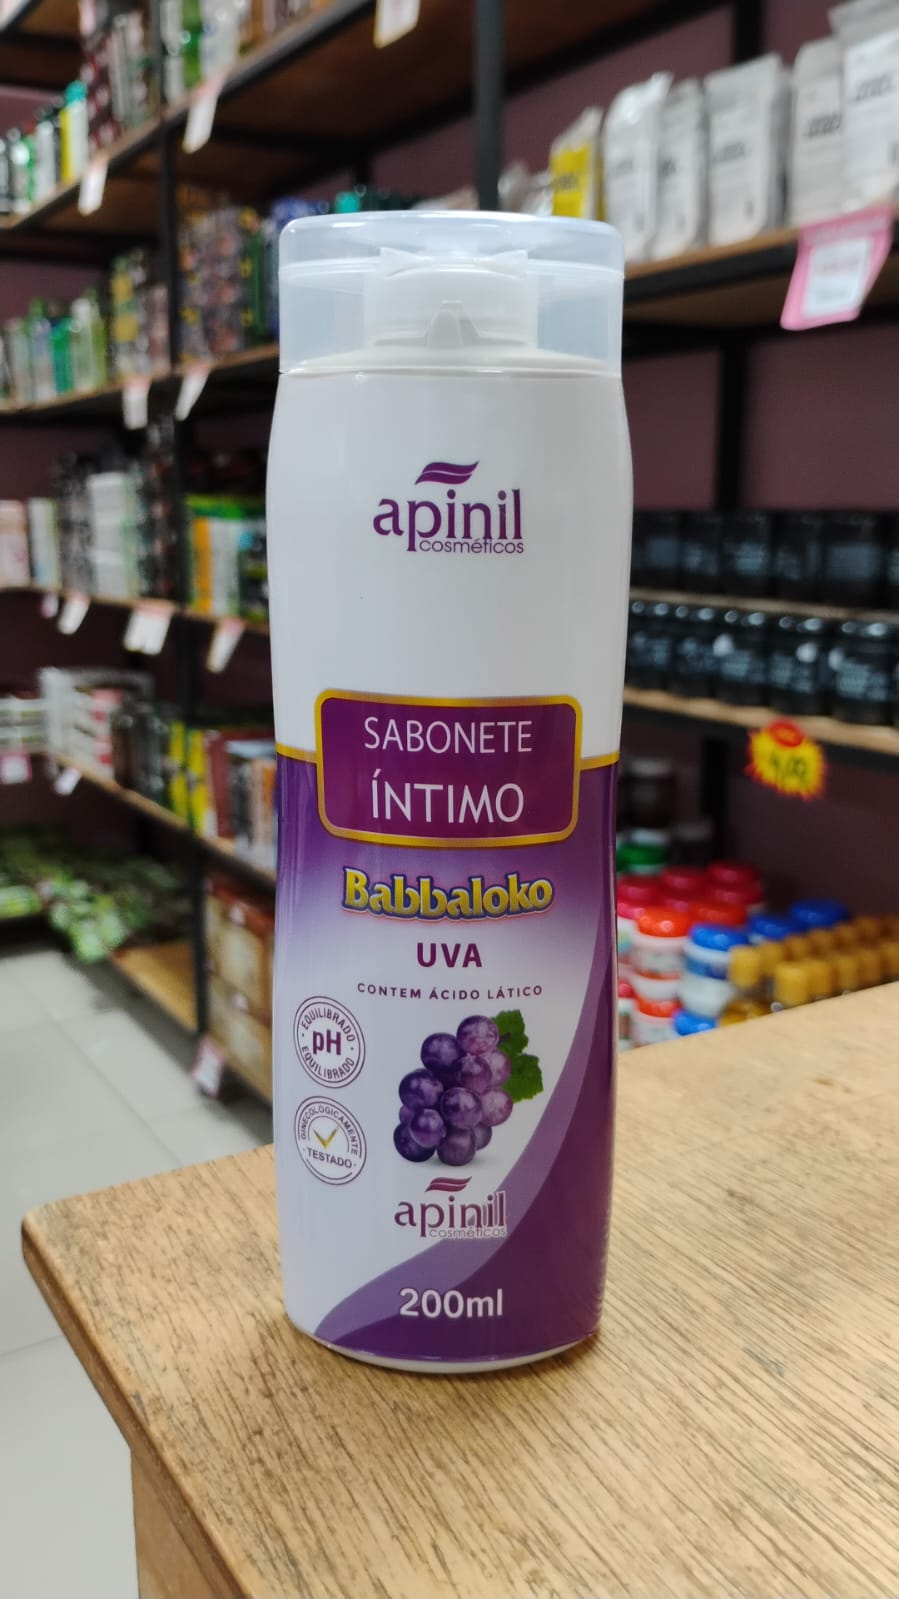 apinil
cosméticos
SABONETE
ÍNTIMO
Babbaloko
UVA
CONTEM ÁCIDO LÁTICO
EQUILIBRADO
pH
EQUILIBRADO
GINECOLOGICAMENTE
TESTADO
apinil
cosméticos
200ml